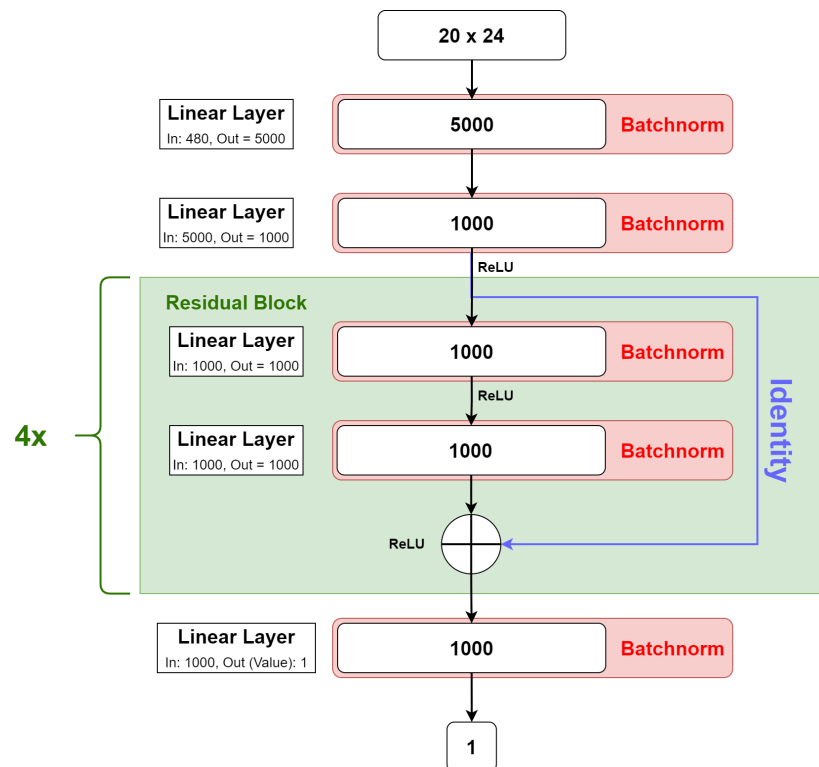 20 x 24
Linear Layer
In: 480, Out = 5000
5000
Batchnorm
Linear Layer
In: 5000, Out = 1000
1000
Batchnorm
ReLU
Residual Block
Linear Layer
In: 1000, Out = 1000
1000
Batchnorm
ReLU
Identity
4x
Linear Layer
In: 1000, Out = 1000
1000
Batchnorm
ReLU
Linear Layer
In: 1000, Out (Value): 1
1000
Batchnorm
1